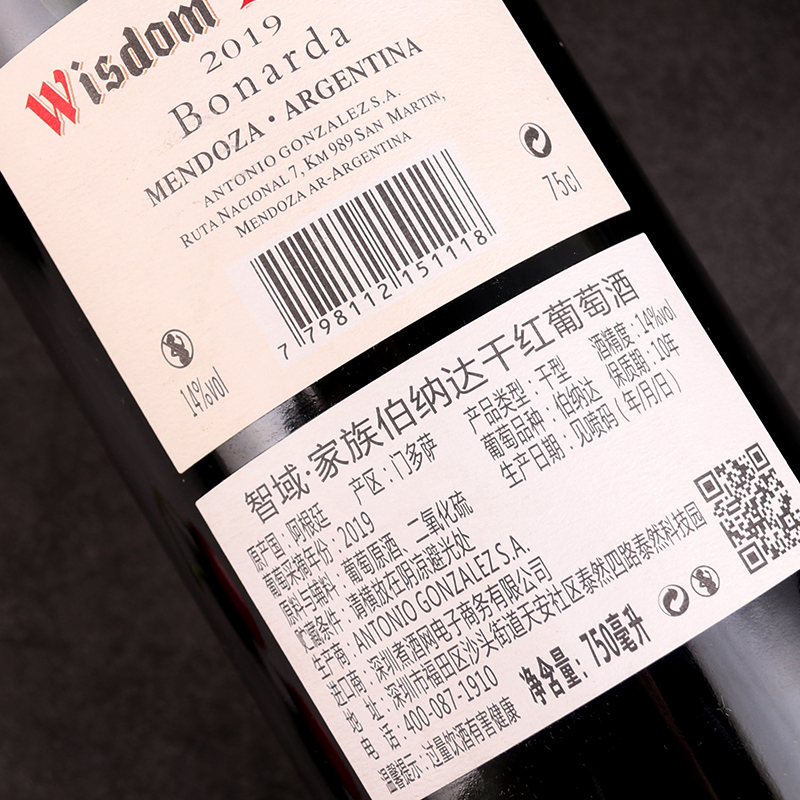 Wisdom
2019
Bonarda
MENDOZA • ARGENTINA
ANTONIO GONZALEZ S.A.
RUTA NACIONAL 7, KM 989 SAN MARTIN,
MENDOZA AR-ARGENTINA
75cl
7 798112 151118
14%vol
智域·家族伯纳达干红葡萄酒
原产国：阿根廷 产区：门多萨 产品类型：干型 酒精度：14%vol
葡萄采摘年份：2019 葡萄品种：伯纳达 保质期：10年
原料与辅料：葡萄原酒、二氧化硫 生产日期：见喷码(年/月/日)
贮藏条件：请横放在阴凉避光处
生产商：ANTONIO GONZALEZ S.A.
进口商：深圳煮酒网电子商务有限公司
地 址：深圳市福田区沙头街道天安社区泰然四路泰然科技园
电 话：400-087-1910 净含量：750毫升
温馨提示：过量饮酒有害健康